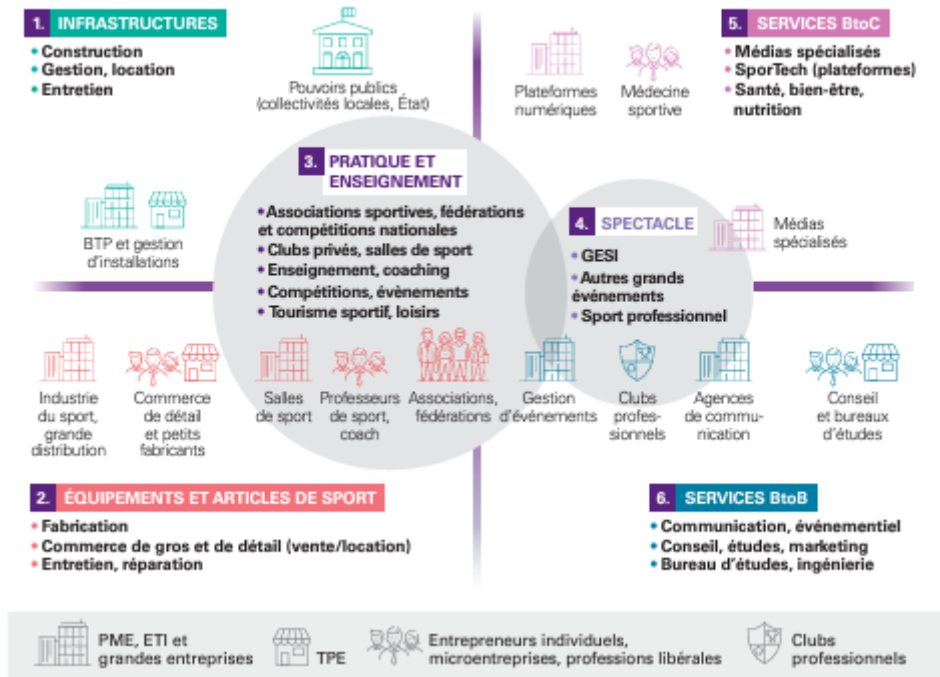 1. INFRASTRUCTURES
• Construction
• Gestion, location
• Entretien
Pouvoirs publics
(collectivités locales, État)
BTP et gestion
d'installations
5. SERVICES BtoC
• Médias spécialisés
• SporTech (plateformes)
• Santé, bien-être,
nutrition
Plateformes
numériques
Médecine
sportive
Médias
spécialisés
3. PRATIQUE ET
ENSEIGNEMENT
• Associations sportives, fédérations
et compétitions nationales
• Clubs privés, salles de sport
• Enseignement, coaching
• Compétitions, évènements
• Tourisme sportif, loisirs
4. SPECTACLE
• GESI
• Autres grands
événements
• Sport professionnel
Industrie
du sport,
grande
distribution
Commerce
de détail
et petits
fabricants
Salles
de sport
Professeurs
de sport,
coach
Associations,
fédérations
Gestion
d'événements
Clubs
profes-
sionnels
Agences
de commu-
nication
Conseil
et bureaux
d'études
2. ÉQUIPEMENTS ET ARTICLES DE SPORT
• Fabrication
• Commerce de gros et de détail (vente/location)
• Entretien, réparation
6. SERVICES BtoB
• Communication, événementiel
• Conseil, études, marketing
• Bureau d'études, ingénierie
PME, ETI et
grandes entreprises
TPE
Entrepreneurs individuels,
microentreprises, professions libérales
Clubs
professionnels